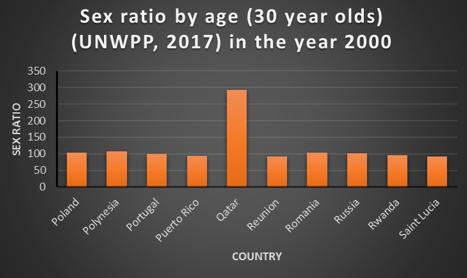 Sex ratio by age (30 year olds)
(UNWPP, 2017) in the year 2000
350
300
250
200
150
100
50
0
SEX RATIO
Poland
Polynesia
Portugal
Puerto Rico
Qatar
Reunion
Romania
Russia
Rwanda
Saint Lucia
COUNTRY